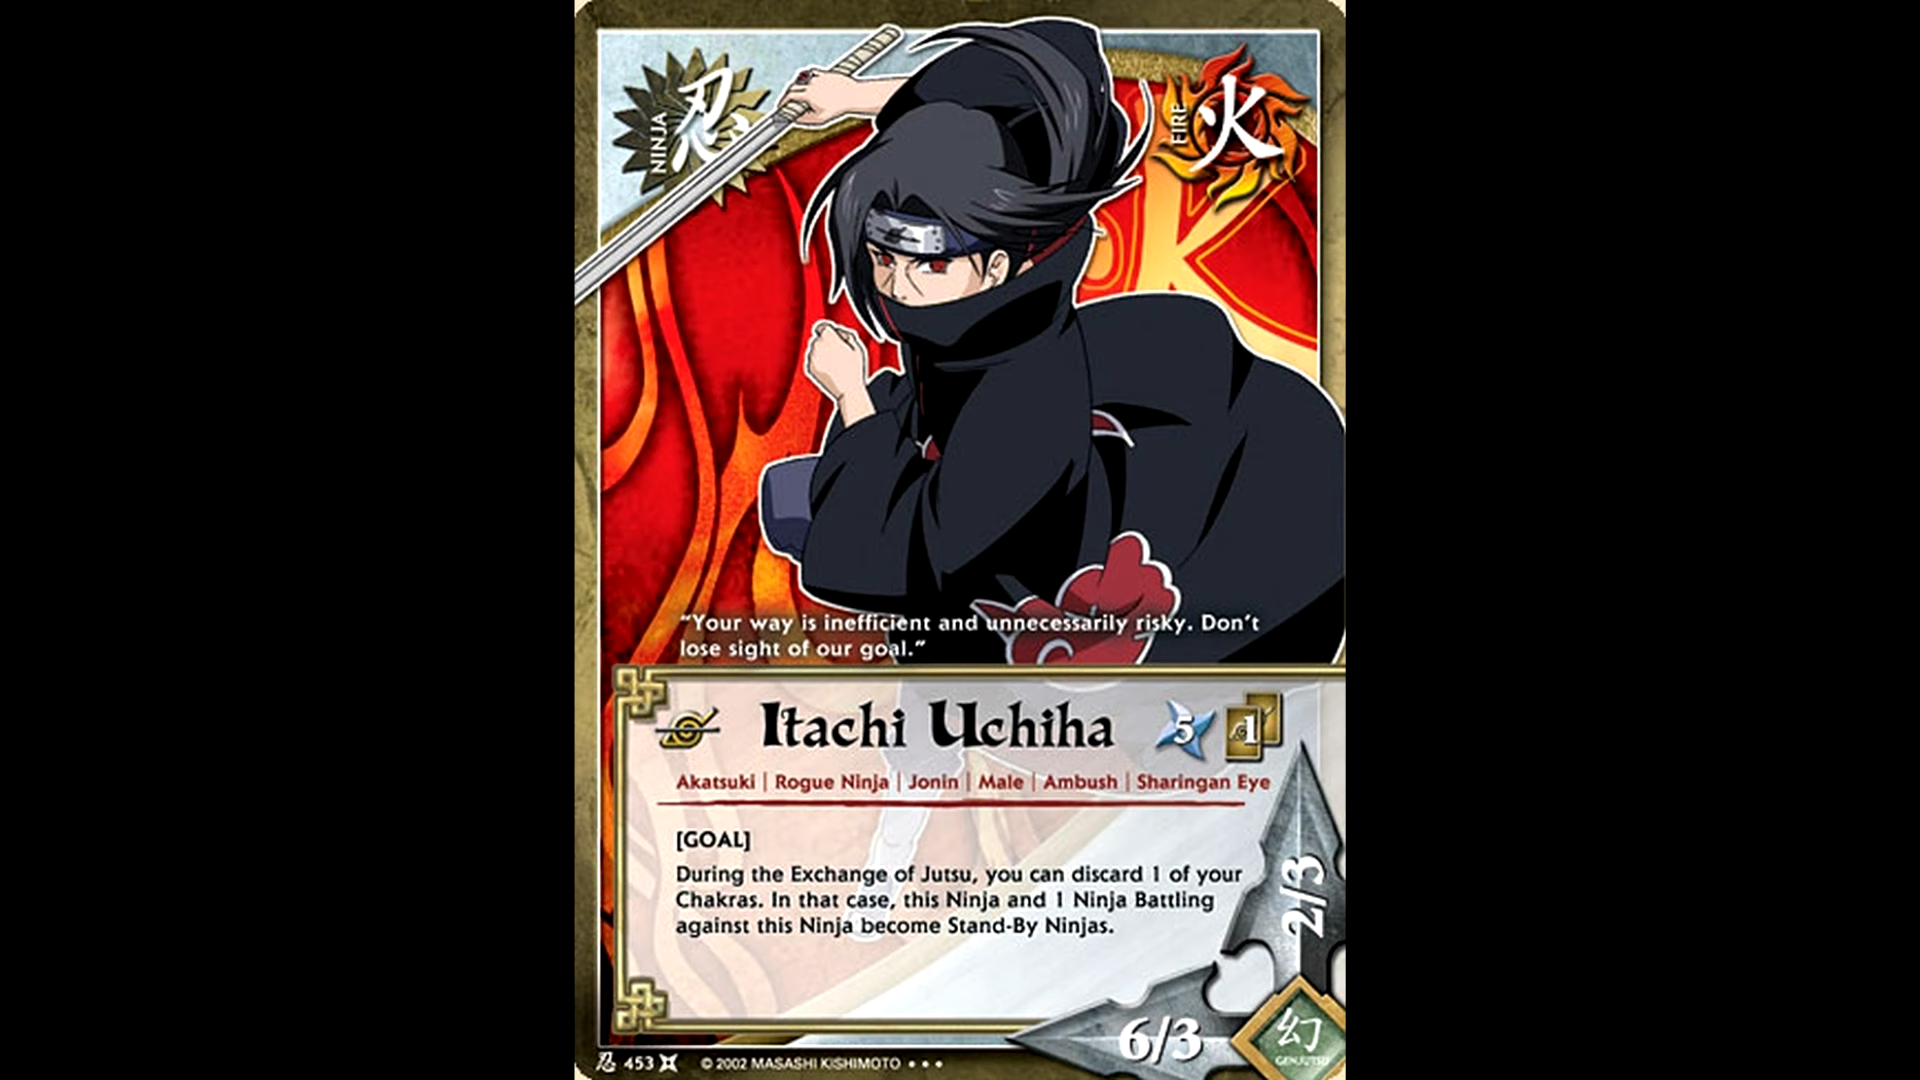 NINJA 忍
FIRE 火
K
"Your way is inefficient and unnecessarily risky. Don't
lose sight of our goal."
Itachi Uchiha 5 1
Akatsuki | Rogue Ninja | Jonin | Male | Ambush | Sharingan Eye
[GOAL]
During the Exchange of Jutsu, you can discard 1 of your
Chakras. In that case, this Ninja and 1 Ninja Battling
against this Ninja become Stand-By Ninjas.
2/3
6/3
幻
GENJUTSU
忍 453 © 2002 MASASHI KISHIMOTO